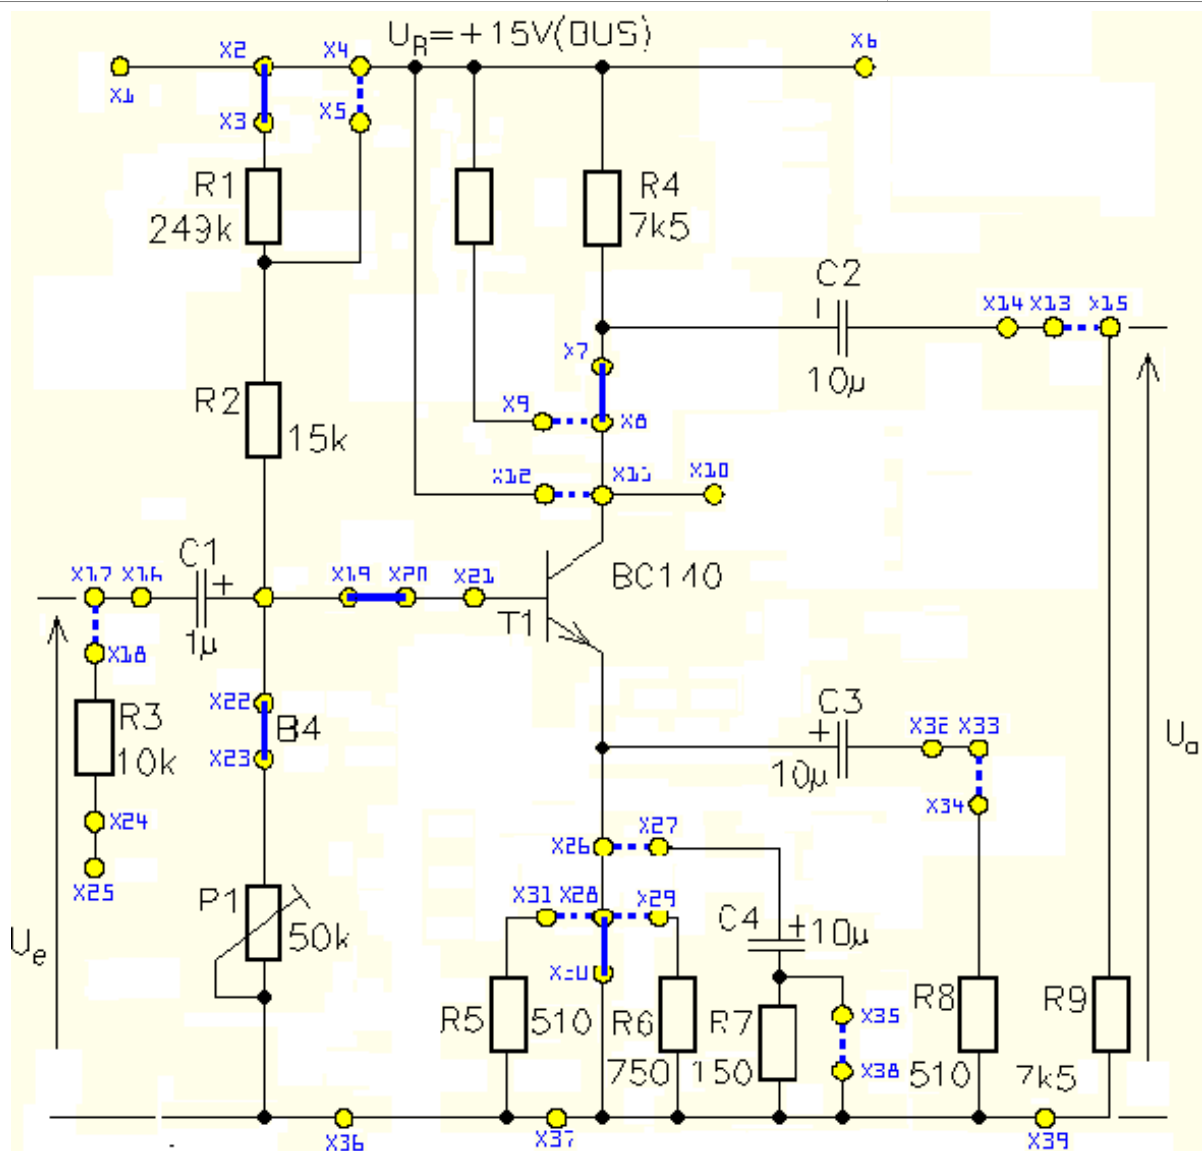 U_R=+15V(BUS)
X2
X4
X6
X1
X3
X5
R1
249k
R4
7k5
C2
X14
X13
X15
X7
10µ
R2
15k
X9
X8
X12
X11
X10
C1
X17
X16
X19
X20
X21
BC140
T1
1µ
X18
X22
R3
B4
10k
X23
C3
X32
X33
U_a
10µ
X34
X24
X26
X27
X25
P1
X31
X28
X29
50k
C4
10µ
U_e
R5
510
R6
R7
X35
R8
R9
750
150
X38
510
7k5
X36
X37
X39